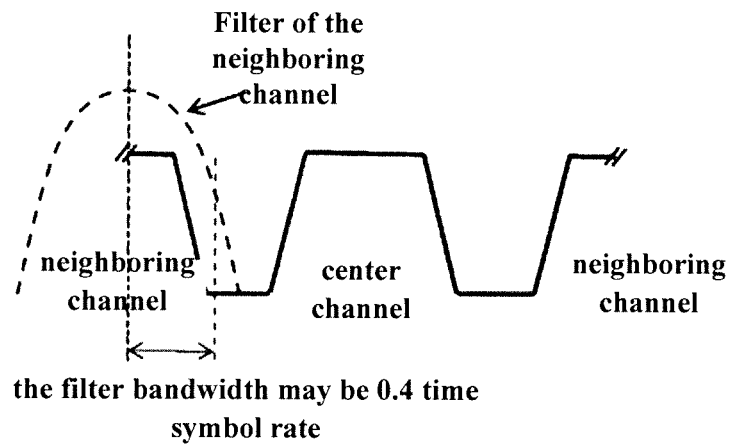 Filter of the
neighboring
channel
neighboring
channel
center
channel
neighboring
channel
the filter bandwidth may be 0.4 time
symbol rate